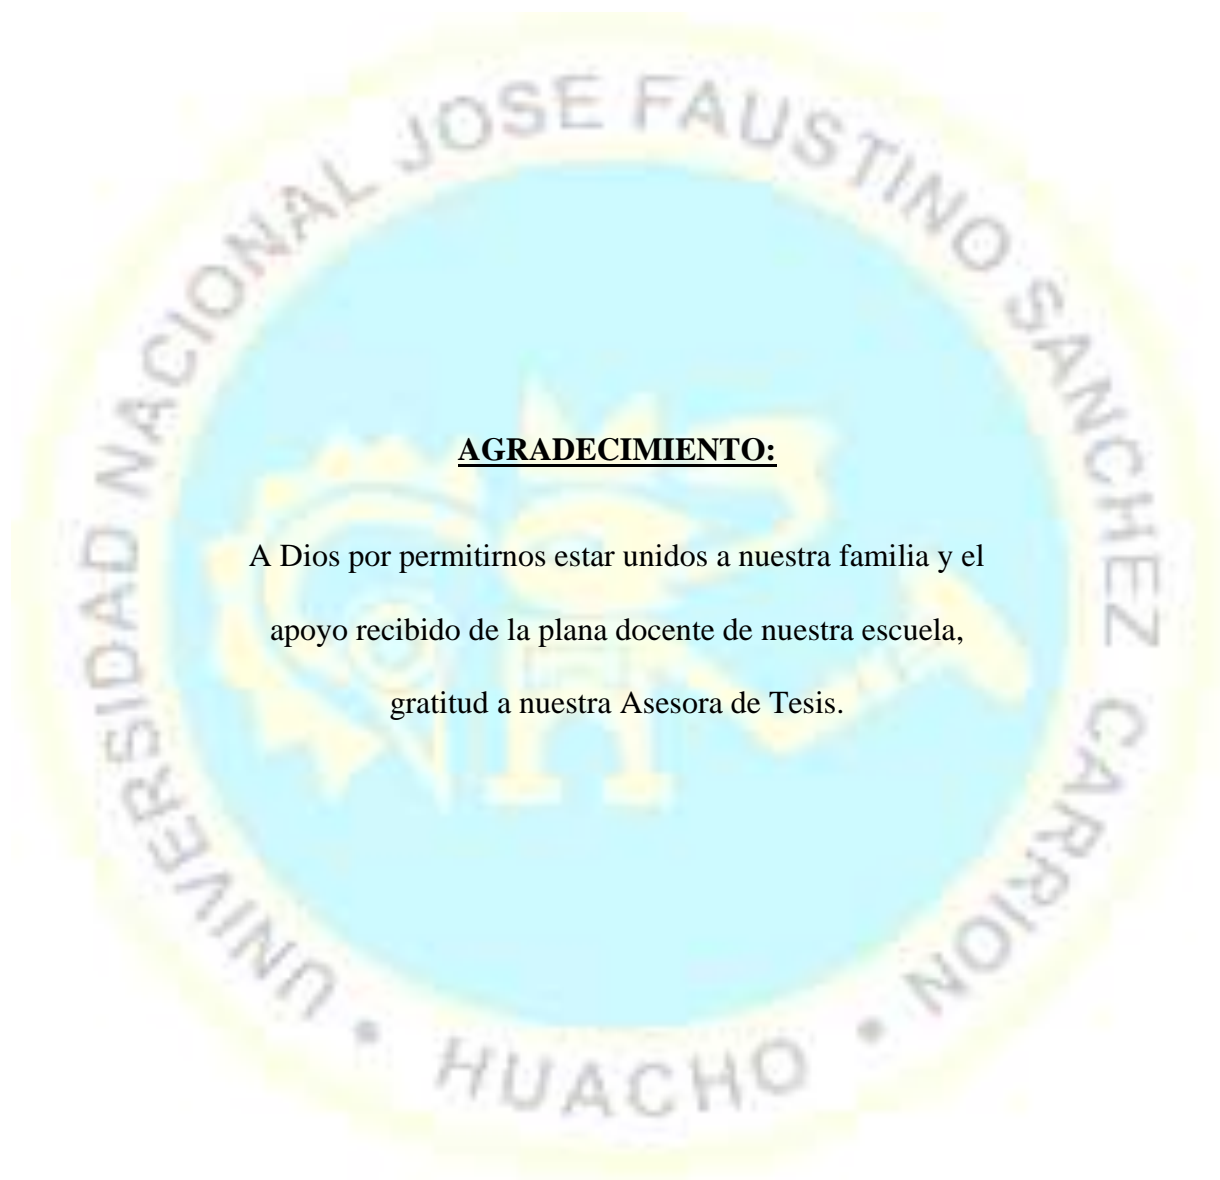 UNIVERSIDAD NACIONAL JOSE FAUSTINO SANCHEZ CARRION
• HUACHO •
AGRADECIMIENTO:
A Dios por permitirnos estar unidos a nuestra familia y el
apoyo recibido de la plana docente de nuestra escuela,
gratitud a nuestra Asesora de Tesis.